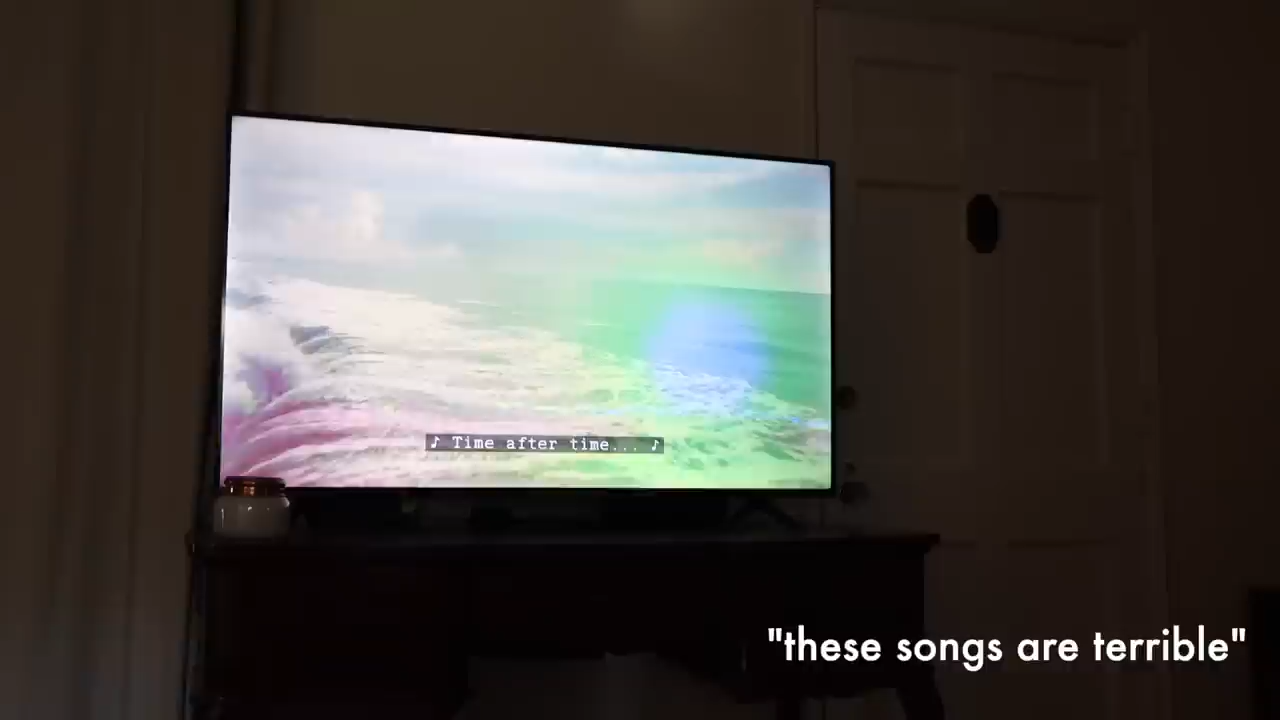 ♪ Time after time... ♪
"these songs are terrible"